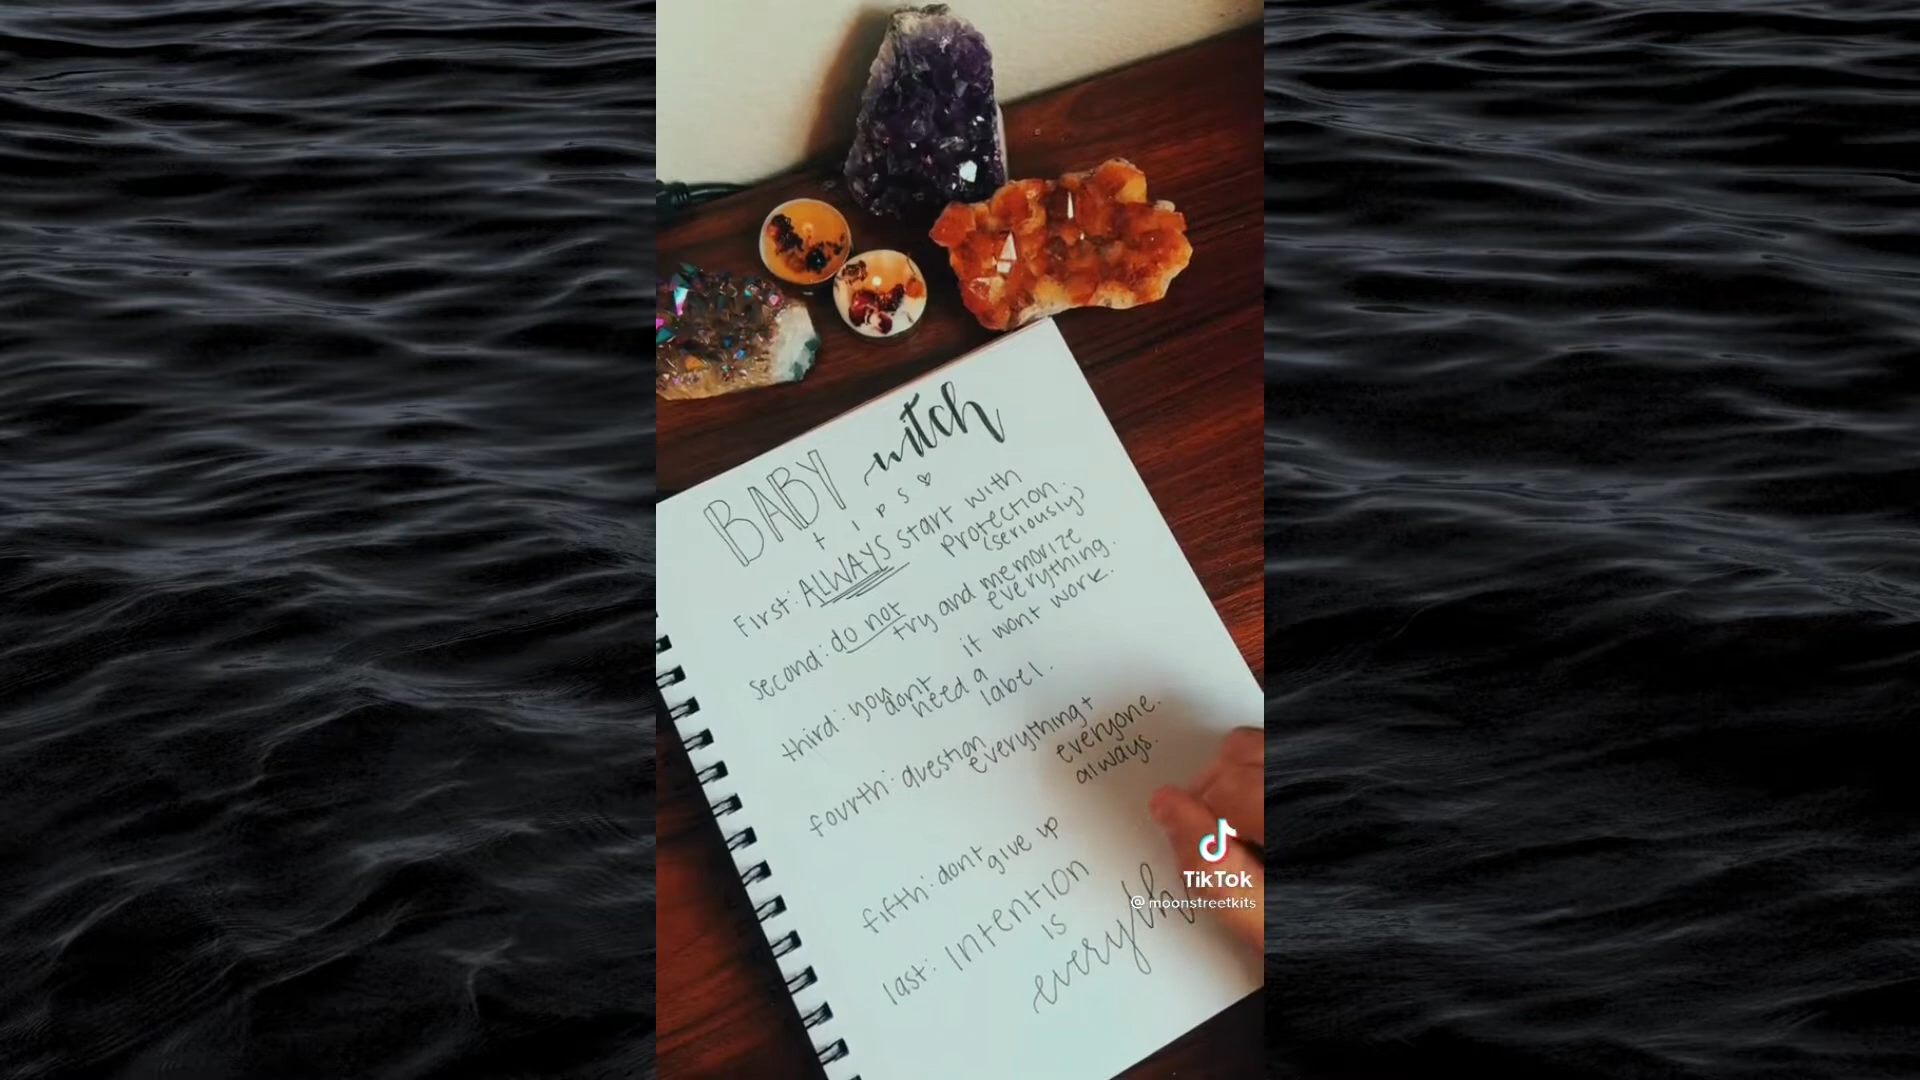 BABY witch
tips ♡
First: ALWAYS start with
protection.
(seriously)
second: do not
try and memorize
everything.
it wont work.
third: you dont
need a
label.
fourth: question
everything +
everyone.
always.
fifth: dont give up
last: Intention
is
everyth
TikTok
@moonstreetkits